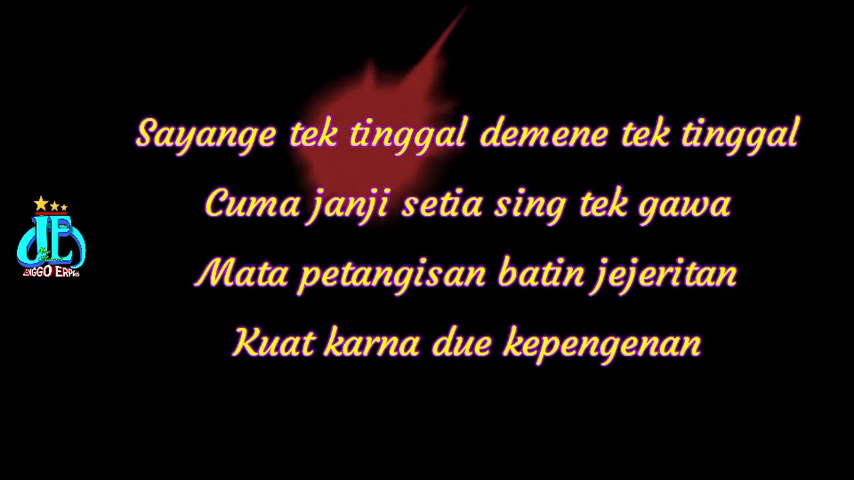 Sayange tek tinggal demene tek tinggal
Cuma janji setia sing tek gawa
Mata petangisan batin jejeritan
Kuat karna due kepengenan